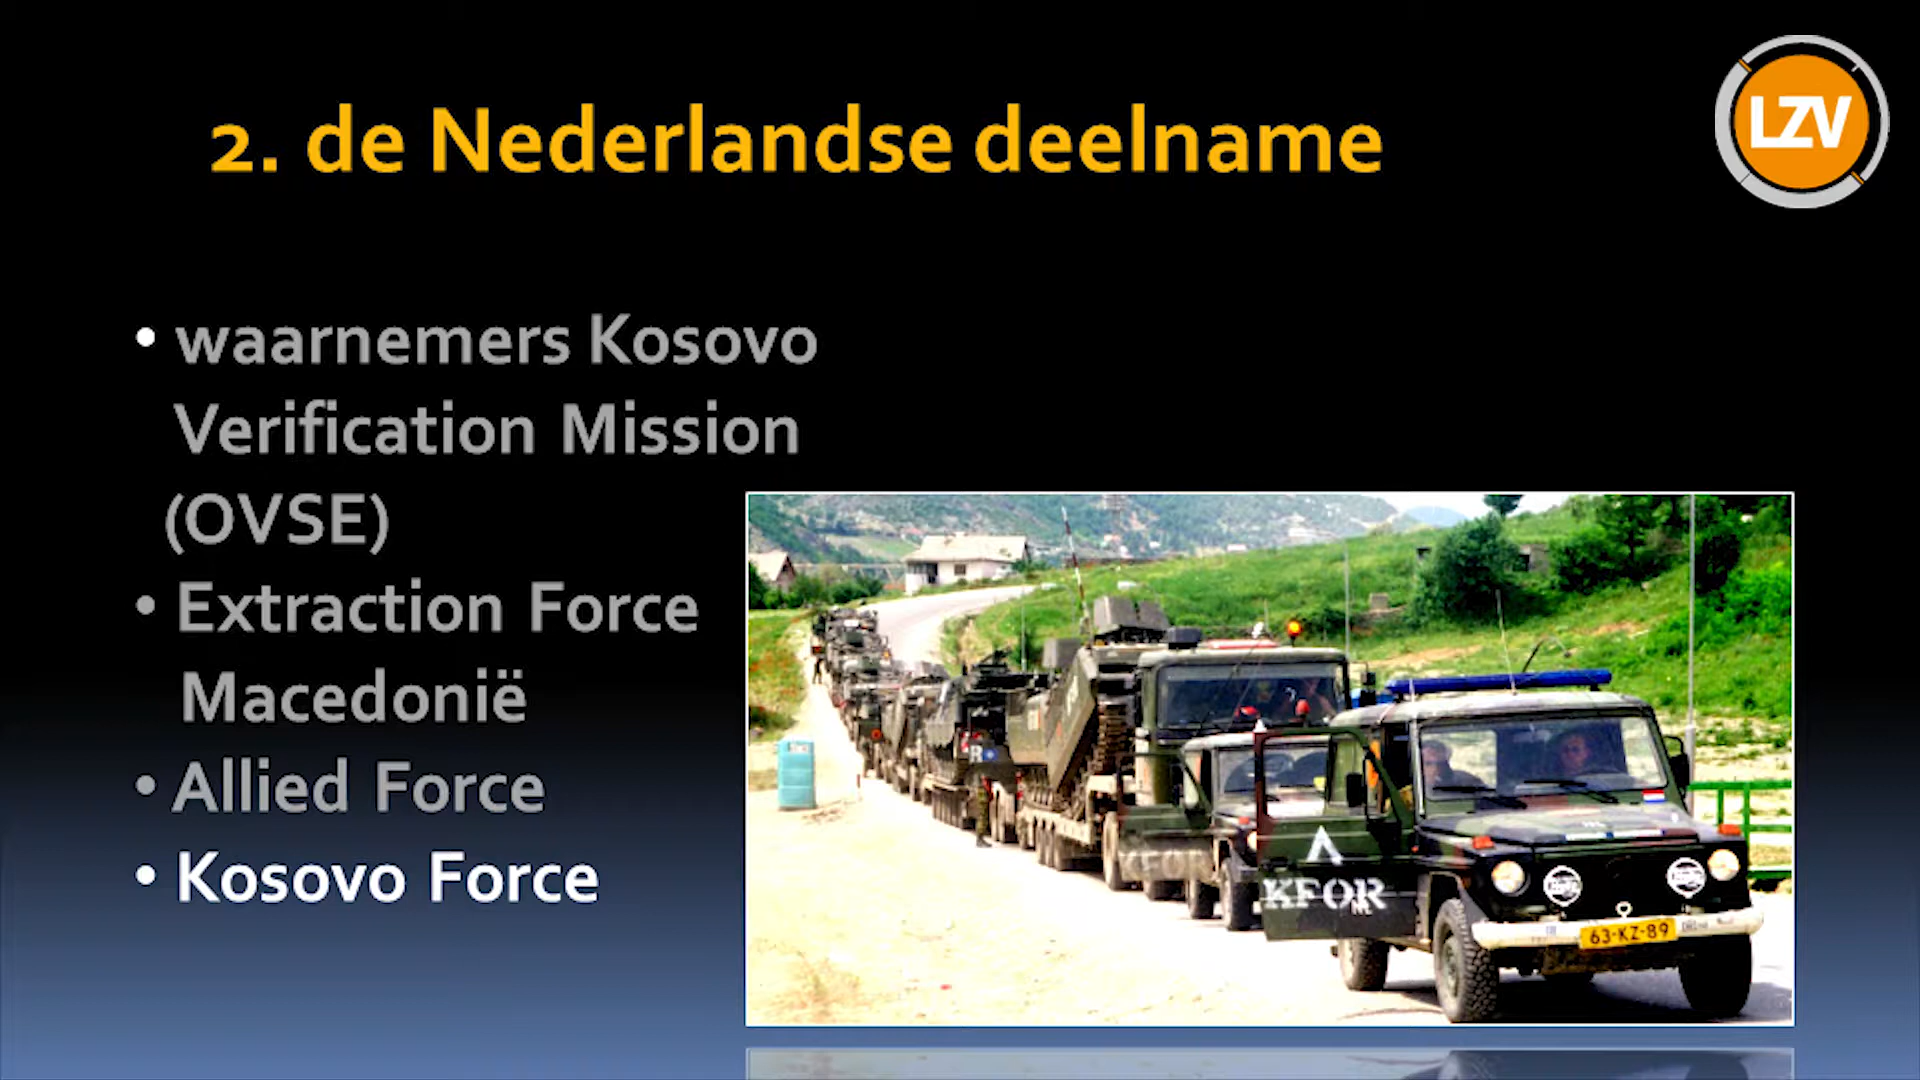 LZV
2. de Nederlandse deelname
• waarnemers Kosovo
Verification Mission
(OVSE)
• Extraction Force
Macedonië
• Allied Force
• Kosovo Force
KFOR
NL
63-KZ-89